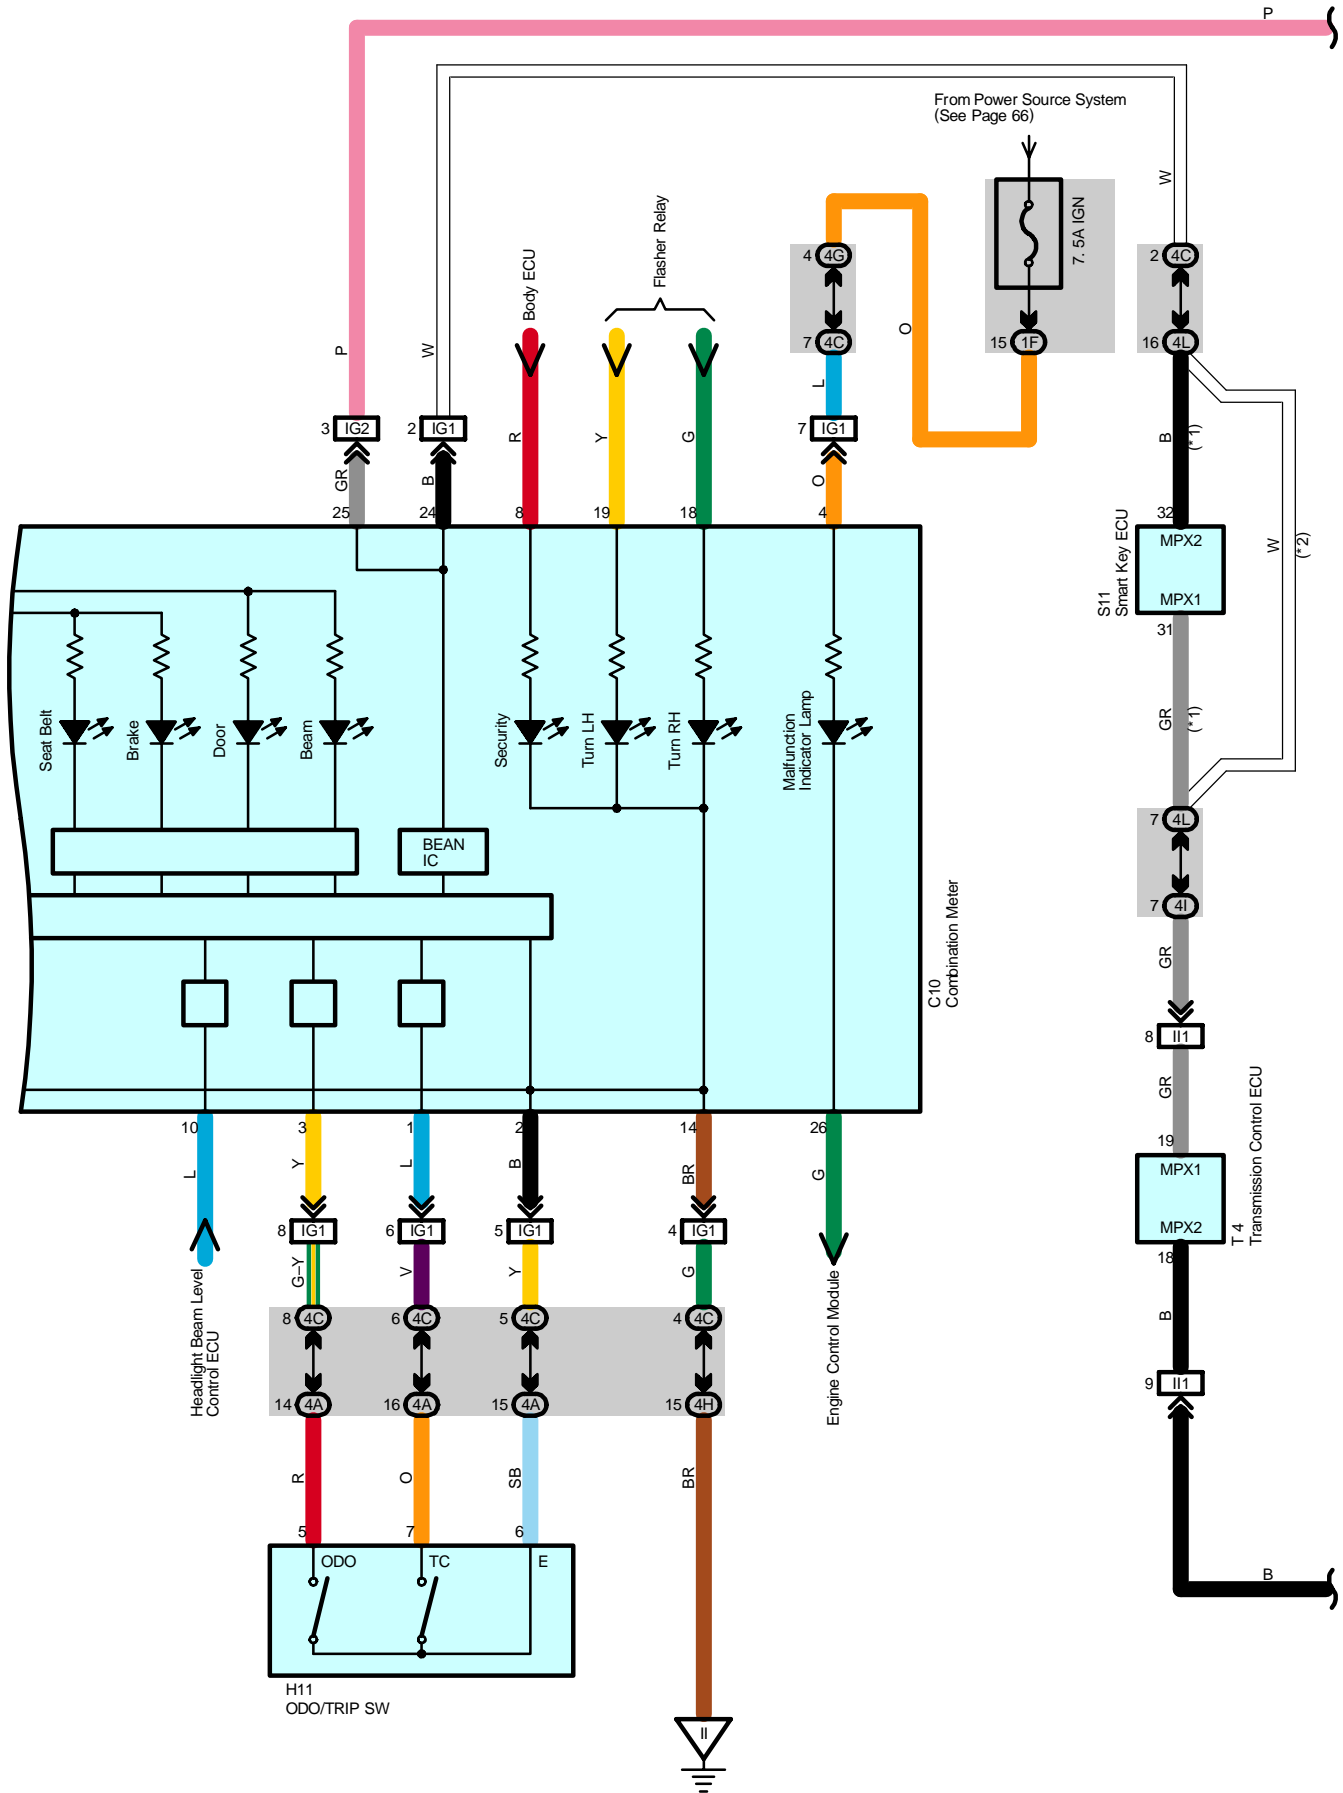 P
From Power Source System
(See Page 66)
W
7. 5A IGN
Flasher Relay
Body ECU
4 4G
2 4C
O
P
W
7 4C
15 1F
16 4L
L
3 IG2
2 IG1
R
Y
G
7 IG1
B
(*1)
GR
B
O
25
24
8
19
18
4
32
S11
Smart Key ECU
MPX2
MPX1
31
W
(*2)
Seat Belt
Brake
Door
Beam
Security
Turn LH
Turn RH
Malfunction
Indicator Lamp
GR
(*1)
7 4L
BEAN
IC
7 4I
C10
Combination Meter
GR
8 II1
GR
10
3
1
2
14
26
19
L
Y
L
B
BR
G
MPX1
MPX2
T 4
Transmission Control ECU
18
8 IG1
6 IG1
5 IG1
4 IG1
G–Y
V
Y
G
Headlight Beam Level
Control ECU
Engine Control Module
8 4C
6 4C
5 4C
4 4C
B
9 II1
14 4A
16 4A
15 4A
15 4H
R
O
SB
BR
5
7
6
ODO
TC
E
B
H11
ODO/TRIP SW
II